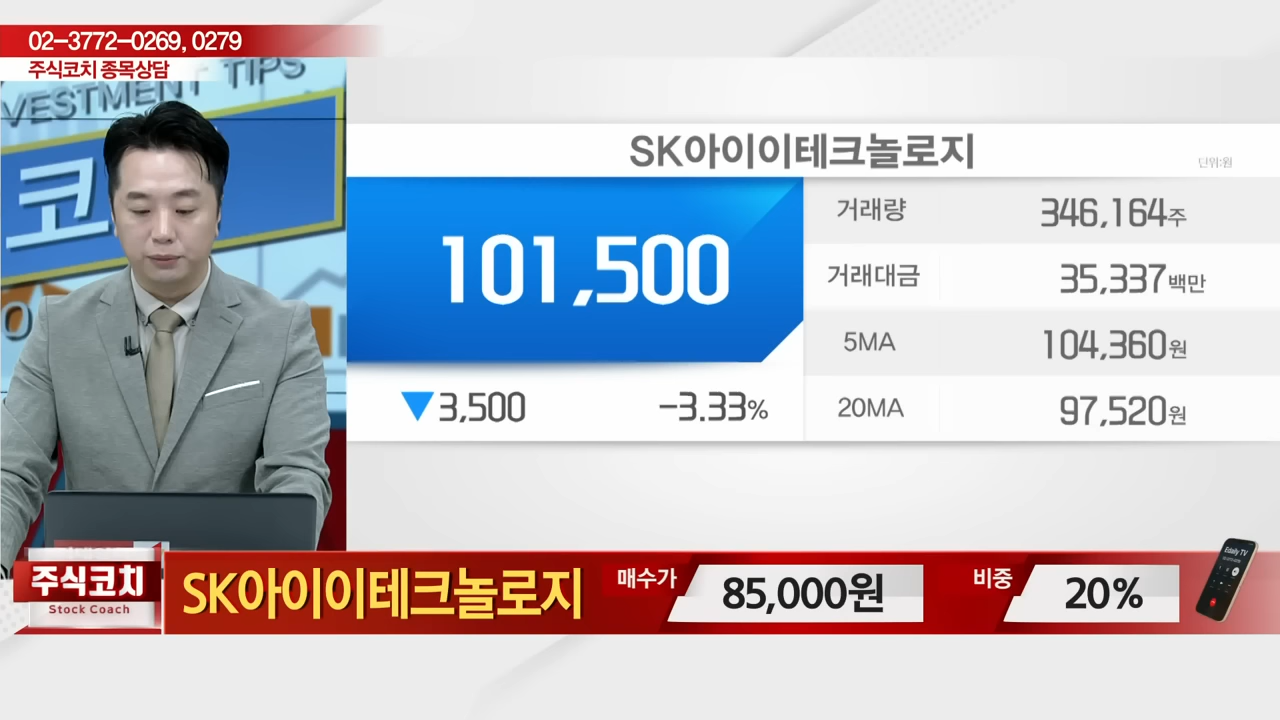 02-3772-0269, 0279
주식코치 종목상담
VESTMENT TIPS
코
SK아이이테크놀로지
단위:원
101,500
▼3,500 -3.33%
거래량 346,164주
거래대금 35,337백만
5MA 104,360원
20MA 97,520원
주식코치
Stock Coach
SK아이이테크놀로지
매수가 85,000원
비중 20%
Edaily TV